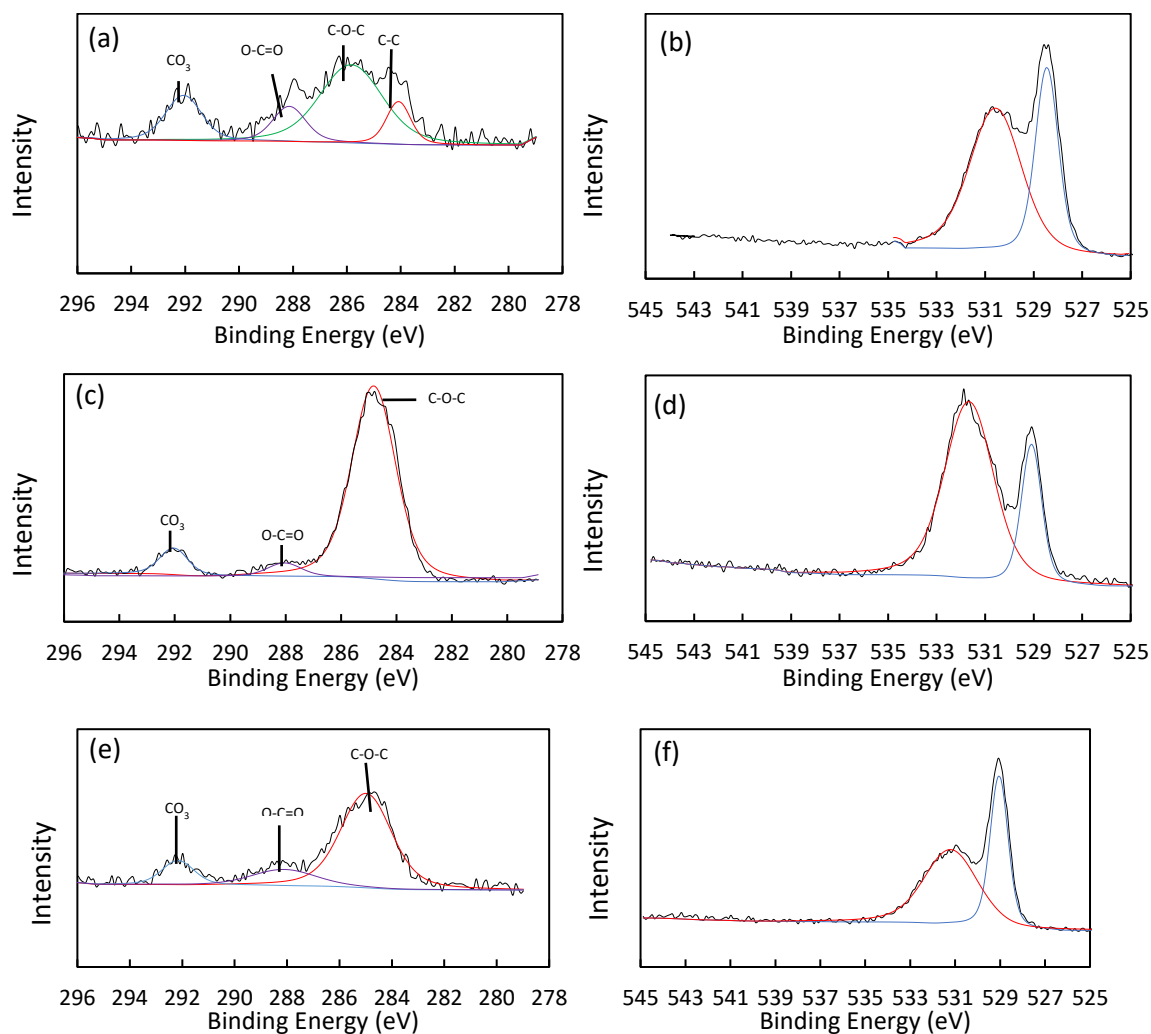 (a)
O-C=O
C-O-C
C-C
CO3
Intensity
296 294 292 290 288 286 284 282 280 278
Binding Energy (eV)
(b)
Intensity
545 543 541 539 537 535 533 531 529 527 525
Binding Energy (eV)
(c)
C-O-C
CO3
O-C=O
Intensity
296 294 292 290 288 286 284 282 280 278
Binding Energy (eV)
(d)
Intensity
545 543 541 539 537 535 533 531 529 527 525
Binding Energy (eV)
(e)
C-O-C
CO3
O-C=O
Intensity
296 294 292 290 288 286 284 282 280 278
Binding Energy (eV)
(f)
Intensity
545 543 541 539 537 535 533 531 529 527 525
Binding Energy (eV)